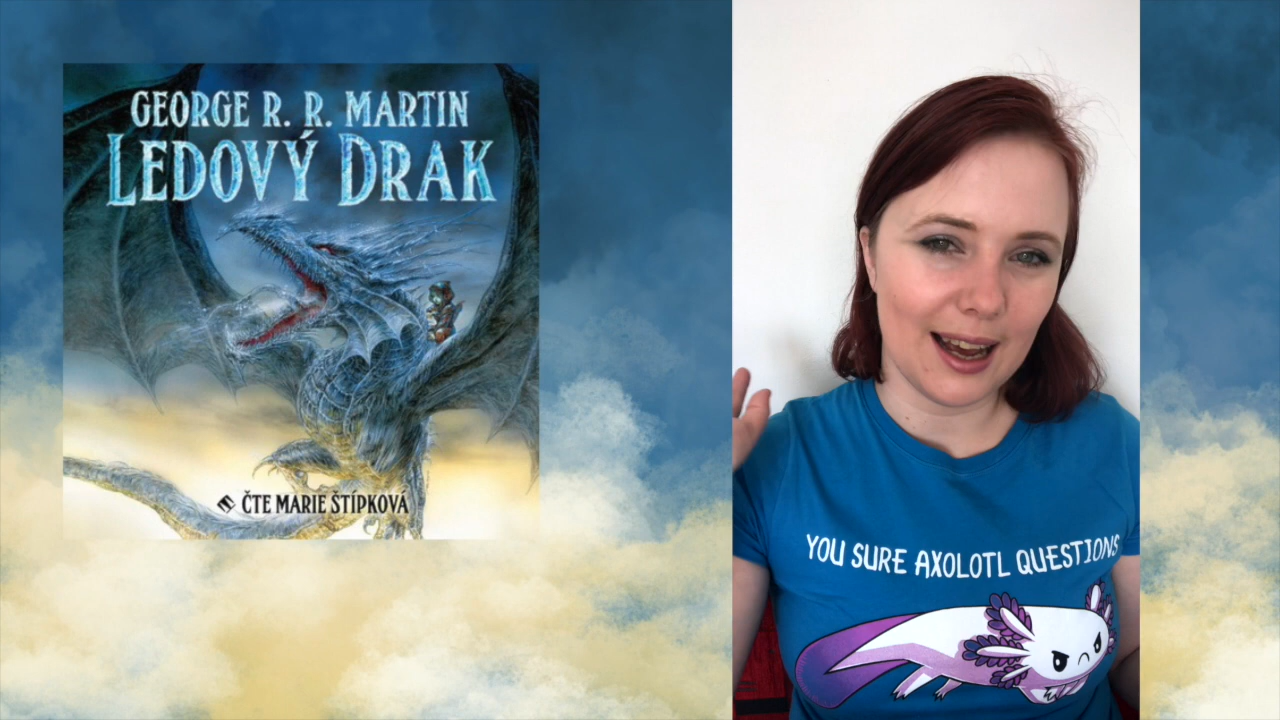 GEORGE R. R. MARTIN
LEDOVÝ DRAK
ČTE MARIE ŠTÍPKOVÁ
YOU SURE AXOLOTL QUESTIONS